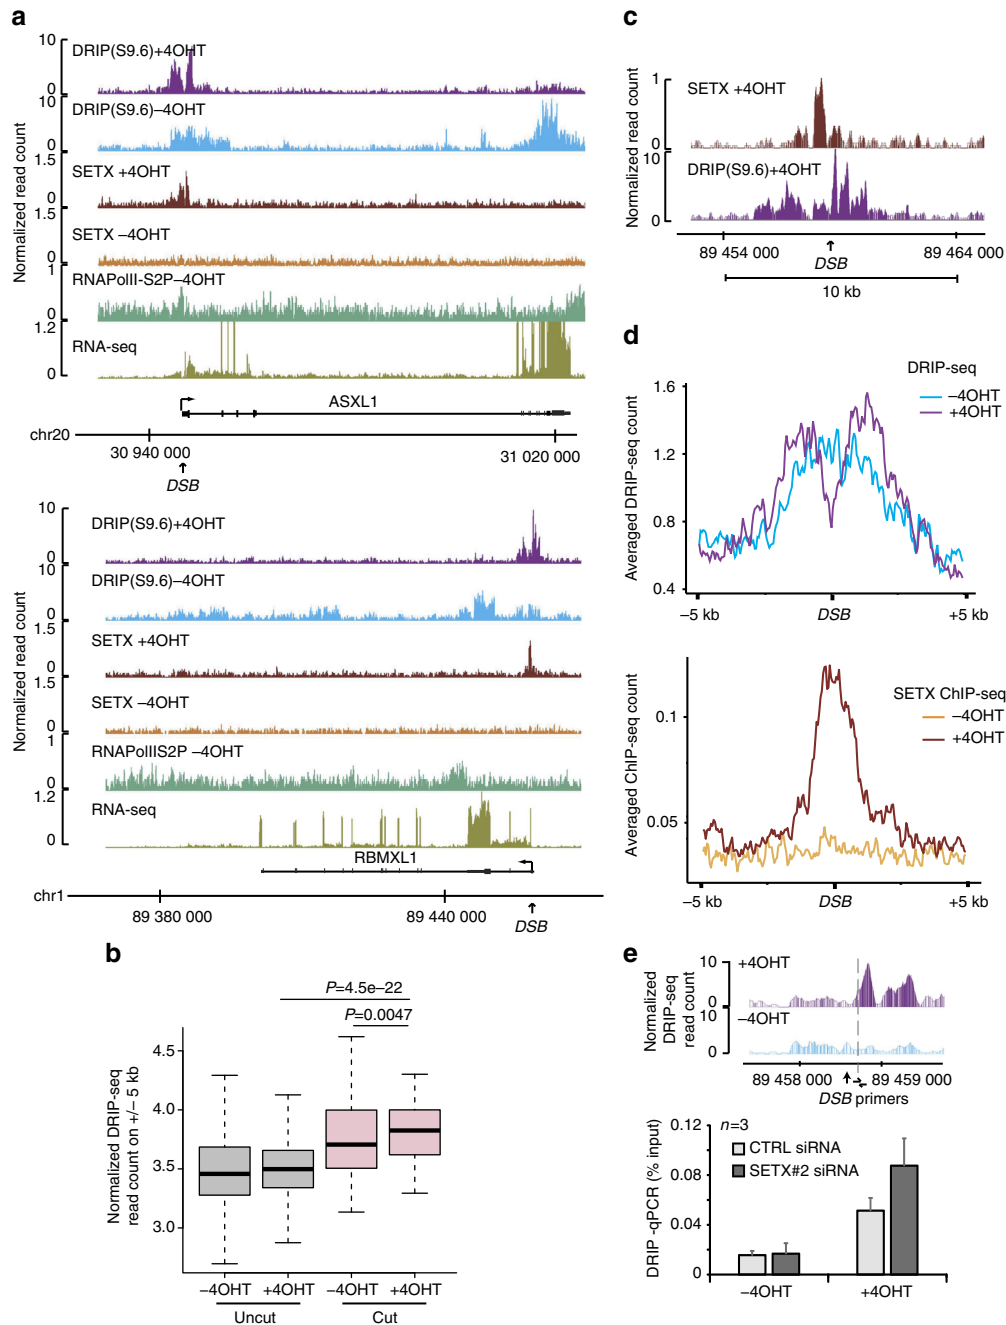 a
Normalized read count
10
0
DRIP(S9.6)+4OHT
10
0
DRIP(S9.6)–4OHT
1.5
0
SETX +4OHT
1.5
0
SETX –4OHT
1
0
RNAPolII-S2P–4OHT
1.2
0
RNA-seq
ASXL1
chr20
30 940 000
31 020 000
DSB
Normalized read count
10
0
DRIP(S9.6)+4OHT
10
0
DRIP(S9.6)–4OHT
1.5
0
SETX +4OHT
1.5
0
SETX –4OHT
1
0
RNAPolIIS2P –4OHT
1.2
0
RNA-seq
RBMXL1
chr1
89 380 000
89 440 000
DSB
b
Normalized DRIP-seq
read count on +/– 5 kb
P=4.5e–22
P=0.0047
4.5
4.0
3.5
3.0
–4OHT
+4OHT
–4OHT
+4OHT
Uncut
Cut
c
Normalized read count
1
0
SETX +4OHT
10
0
DRIP(S9.6)+4OHT
89 454 000
89 464 000
DSB
10 kb
d
Averaged DRIP-seq count
DRIP-seq
–4OHT
+4OHT
1.6
1.2
0.8
0.4
–5 kb
DSB
+5 kb
Averaged ChIP-seq count
SETX ChIP-seq
–4OHT
+4OHT
0.1
0.05
–5 kb
DSB
+5 kb
e
Normalized
DRIP-seq
read count
10
0
+4OHT
10
0
–4OHT
89 458 000
89 459 000
DSB primers
DRIP -qPCR (% input)
n=3
CTRL siRNA
SETX#2 siRNA
0.12
0.08
0.04
0
–4OHT
+4OHT